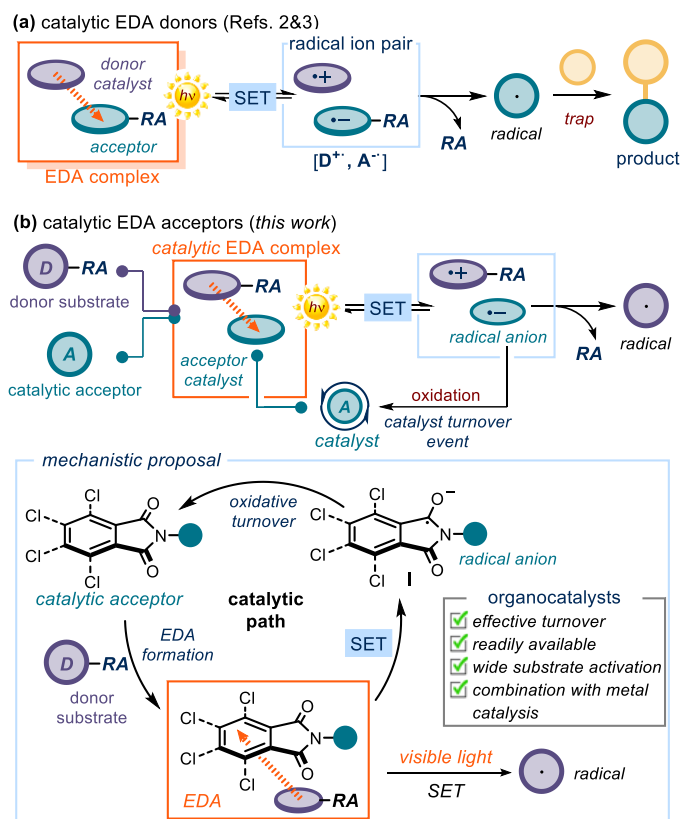 (a) catalytic EDA donors (Refs. 2&3)
donor
catalyst
RA
acceptor
EDA complex
hν
SET
radical ion pair
•+
•−
RA
[D+·, A−·]
RA
·
radical
trap
product
(b) catalytic EDA acceptors (this work)
D
RA
donor substrate
A
catalytic acceptor
catalytic EDA complex
RA
acceptor
catalyst
hν
SET
•+
RA
•−
radical anion
RA
·
radical
oxidation
catalyst turnover
event
A
catalyst
mechanistic proposal
Cl
Cl
Cl
Cl
O
N
O
catalytic acceptor
oxidative
turnover
Cl
Cl
Cl
Cl
O−
·
N
O
I
radical anion
catalytic
path
EDA
formation
SET
D
RA
donor
substrate
Cl
Cl
Cl
Cl
O
N
O
EDA
RA
organocatalysts
effective turnover
readily available
wide substrate activation
combination with metal
catalysis
visible light
SET
·
radical